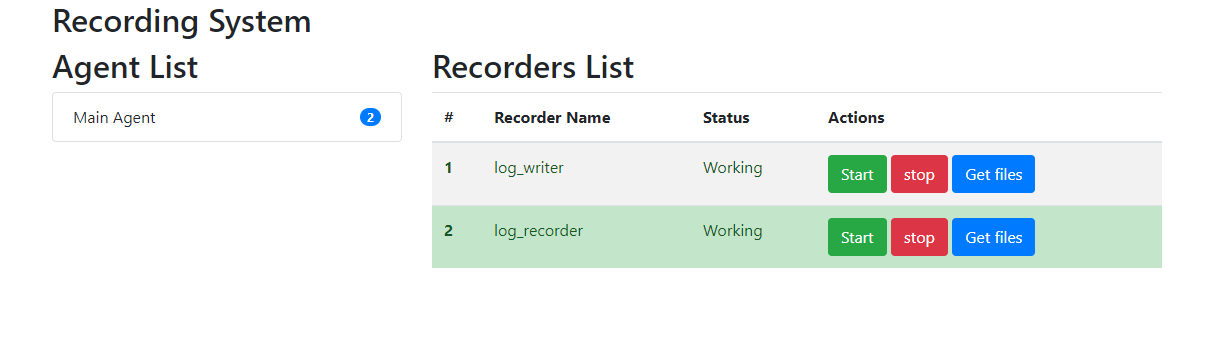 Recording System
Agent List
Main Agent 2
Recorders List
# Recorder Name Status Actions
1 log_writer Working Start stop Get files
2 log_recorder Working Start stop Get files